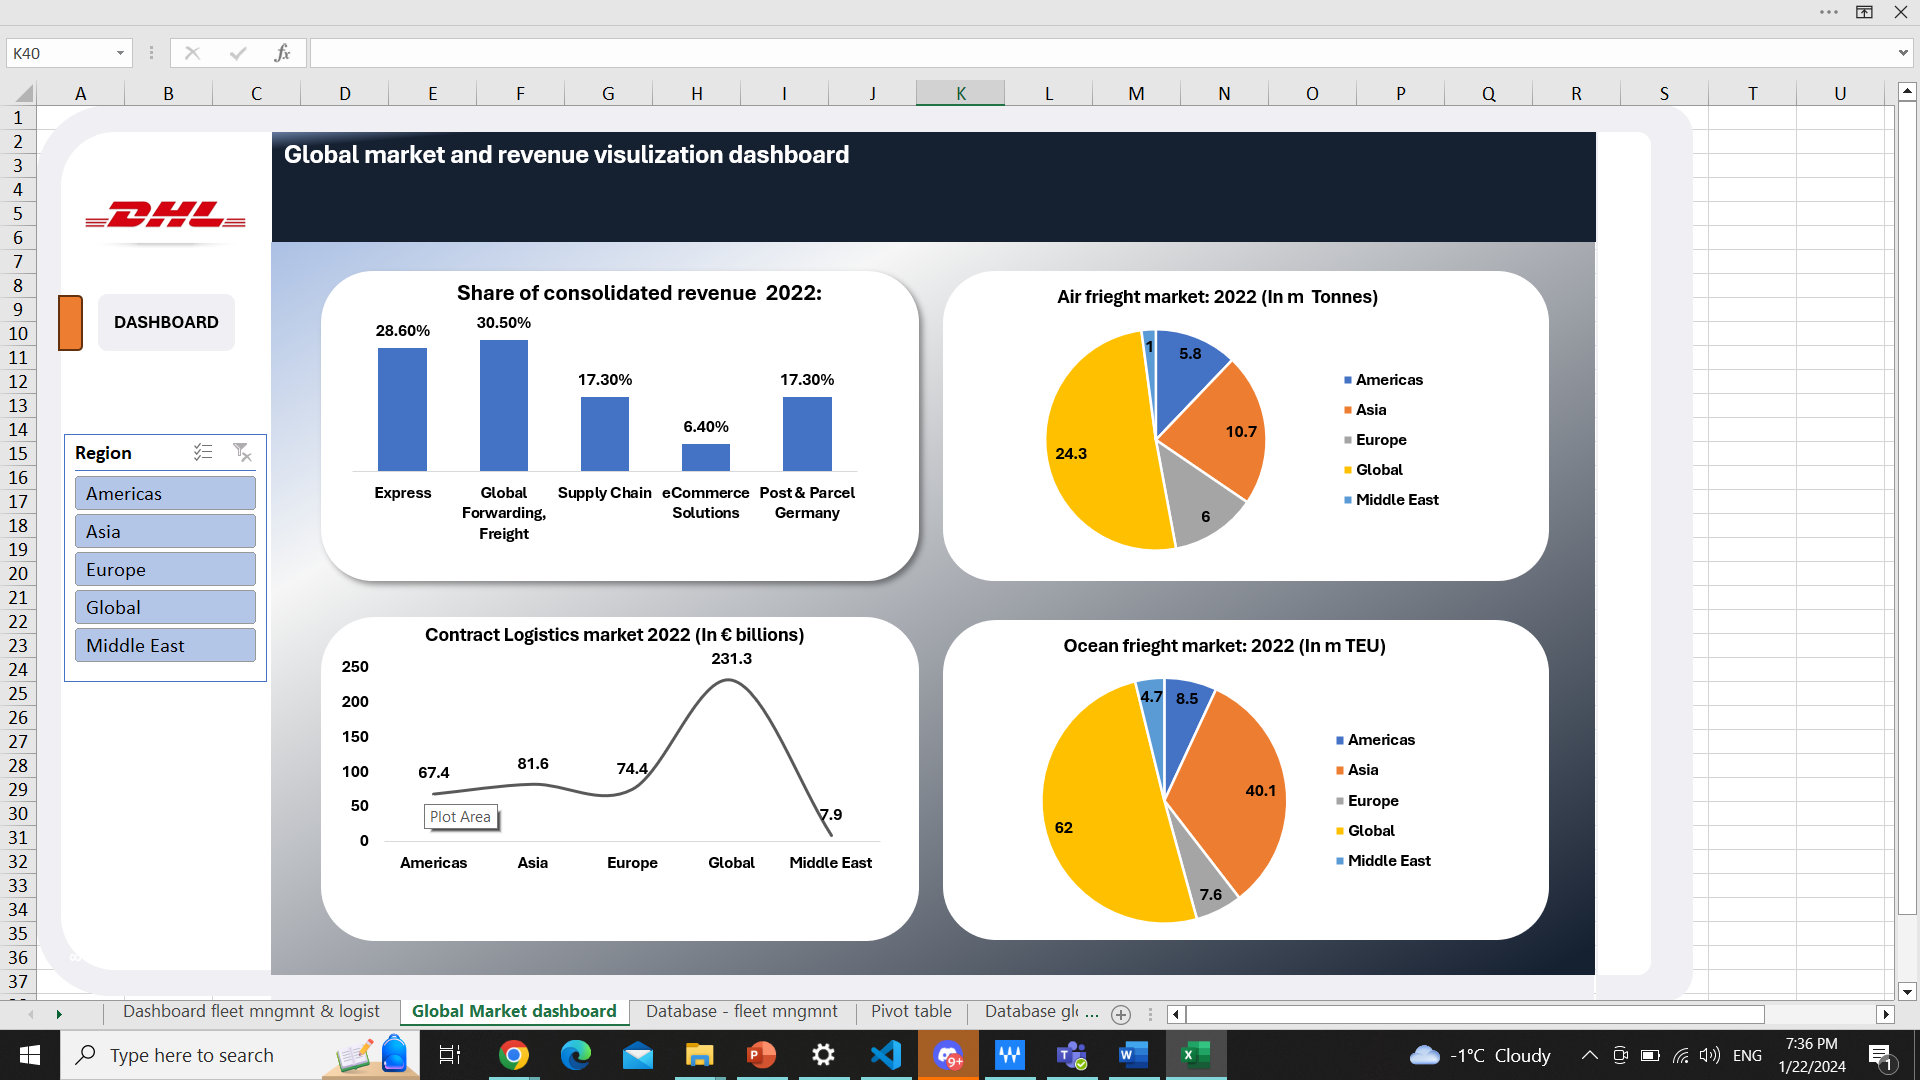 K40
fx
A B C D E F G H I J K L M N O P Q R S T U
1
2
3
4
5
6
7
8
9
10
11
12
13
14
15
16
17
18
19
20
21
22
23
24
25
26
27
28
29
30
31
32
33
34
35
36
37
Global market and revenue visulization dashboard
DHL
DASHBOARD
Region
Americas
Asia
Europe
Global
Middle East
Share of consolidated revenue 2022:
28.60% 30.50% 17.30% 6.40% 17.30%
Express Global Supply Chain eCommerce Post & Parcel
Forwarding, Solutions Germany
Freight
Air frieght market: 2022 (In m Tonnes)
1 5.8
10.7
24.3
6
Americas
Asia
Europe
Global
Middle East
Contract Logistics market 2022 (In € billions)
250
200
150
100
50
0
67.4 81.6 74.4 231.3 7.9
Plot Area
Americas Asia Europe Global Middle East
Ocean frieght market: 2022 (In m TEU)
4.7 8.5
40.1
62
7.6
Americas
Asia
Europe
Global
Middle East
Dashboard fleet mngmnt & logist Global Market dashboard Database - fleet mngmnt Pivot table Database glo ...
Type here to search
9+
-1°C Cloudy
ENG
7:36 PM
1/22/2024
1